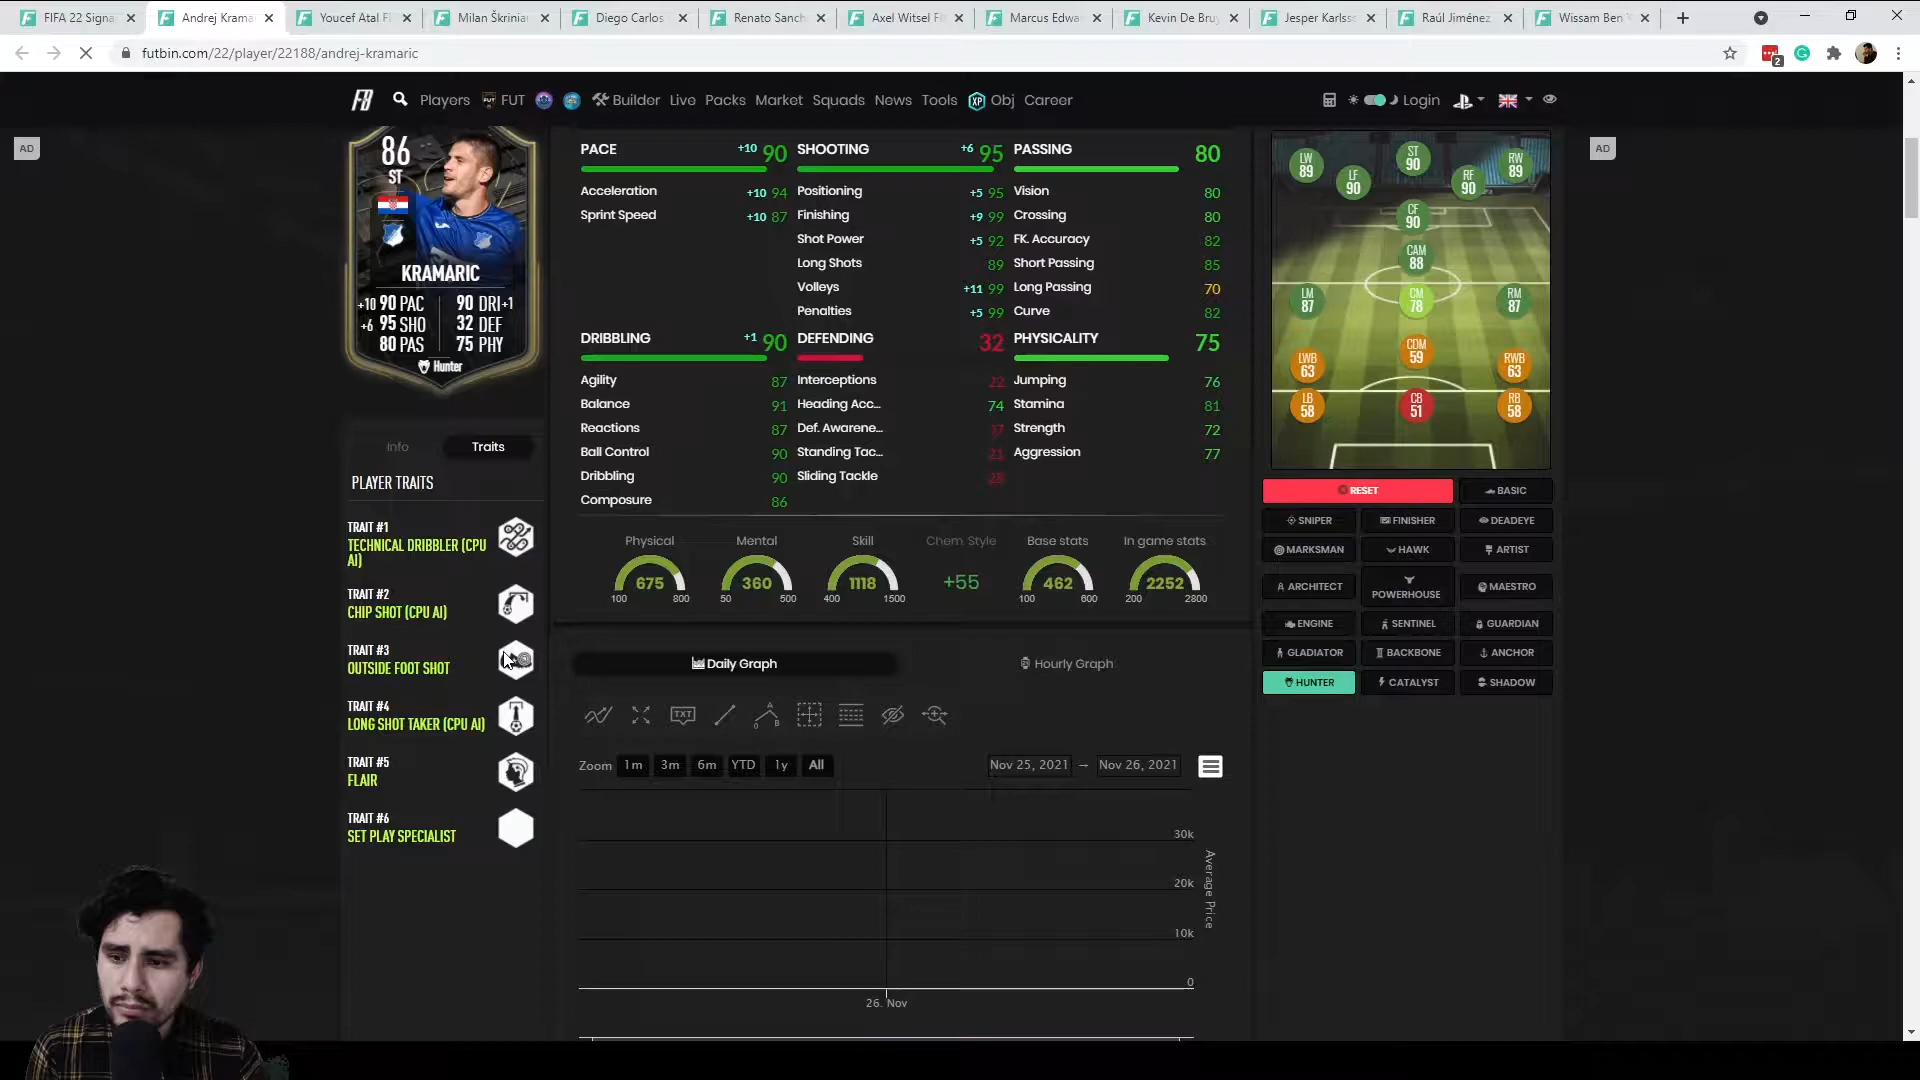 FIFA 22 Signa
Andrej Krama
Youcef Atal FI
Milan Škriniar
Diego Carlos
Renato Sanch
Axel Witsel FI
Marcus Edwa
Kevin De Bruy
Jesper Karlsso
Raúl Jiménez
Wissam Ben Y
futbin.com/22/player/22188/andrej-kramaric
2
Players
FUT
Builder
Live
Packs
Market
Squads
News
Tools
XP
Obj
Career
Login
AD
AD
86
ST
KRAMARIC
+10 90 PAC
90 DRI+1
+6 95 SHO
32 DEF
80 PAS
75 PHY
Hunter
PACE +10 90
Acceleration +10 94
Sprint Speed +10 87
SHOOTING +6 95
Positioning +5 95
Finishing +9 99
Shot Power +5 92
Long Shots 89
Volleys +11 99
Penalties +5 99
PASSING 80
Vision 80
Crossing 80
FK. Accuracy 82
Short Passing 85
Long Passing 70
Curve 82
DRIBBLING +1 90
Agility 87
Balance 91
Reactions 87
Ball Control 90
Dribbling 90
Composure 86
DEFENDING 32
Interceptions 22
Heading Acc... 74
Def. Awarene... 37
Standing Tac... 21
Sliding Tackle 28
PHYSICALITY 75
Jumping 76
Stamina 81
Strength 72
Aggression 77
Physical
675
100 800
Mental
360
50 500
Skill
1118
400 1500
Chem. Style
+55
Base stats
462
100 600
In game stats
2252
200 2800
Info
Traits
PLAYER TRAITS
TRAIT #1
TECHNICAL DRIBBLER (CPU
AI)
TRAIT #2
CHIP SHOT (CPU AI)
TRAIT #3
OUTSIDE FOOT SHOT
TRAIT #4
LONG SHOT TAKER (CPU AI)
TRAIT #5
FLAIR
TRAIT #6
SET PLAY SPECIALIST
Daily Graph
Hourly Graph
TXT
Zoom 1m 3m 6m YTD 1y All
Nov 25, 2021 → Nov 26, 2021
30k
20k
10k
0
Average Price
26. Nov
LW
89
LF
90
ST
90
RF
90
RW
89
CF
90
CAM
88
LM
87
CM
78
RM
87
LWB
63
CDM
59
RWB
63
LB
58
CB
51
RB
58
RESET
BASIC
SNIPER
FINISHER
DEADEYE
MARKSMAN
HAWK
ARTIST
ARCHITECT
POWERHOUSE
MAESTRO
ENGINE
SENTINEL
GUARDIAN
GLADIATOR
BACKBONE
ANCHOR
HUNTER
CATALYST
SHADOW